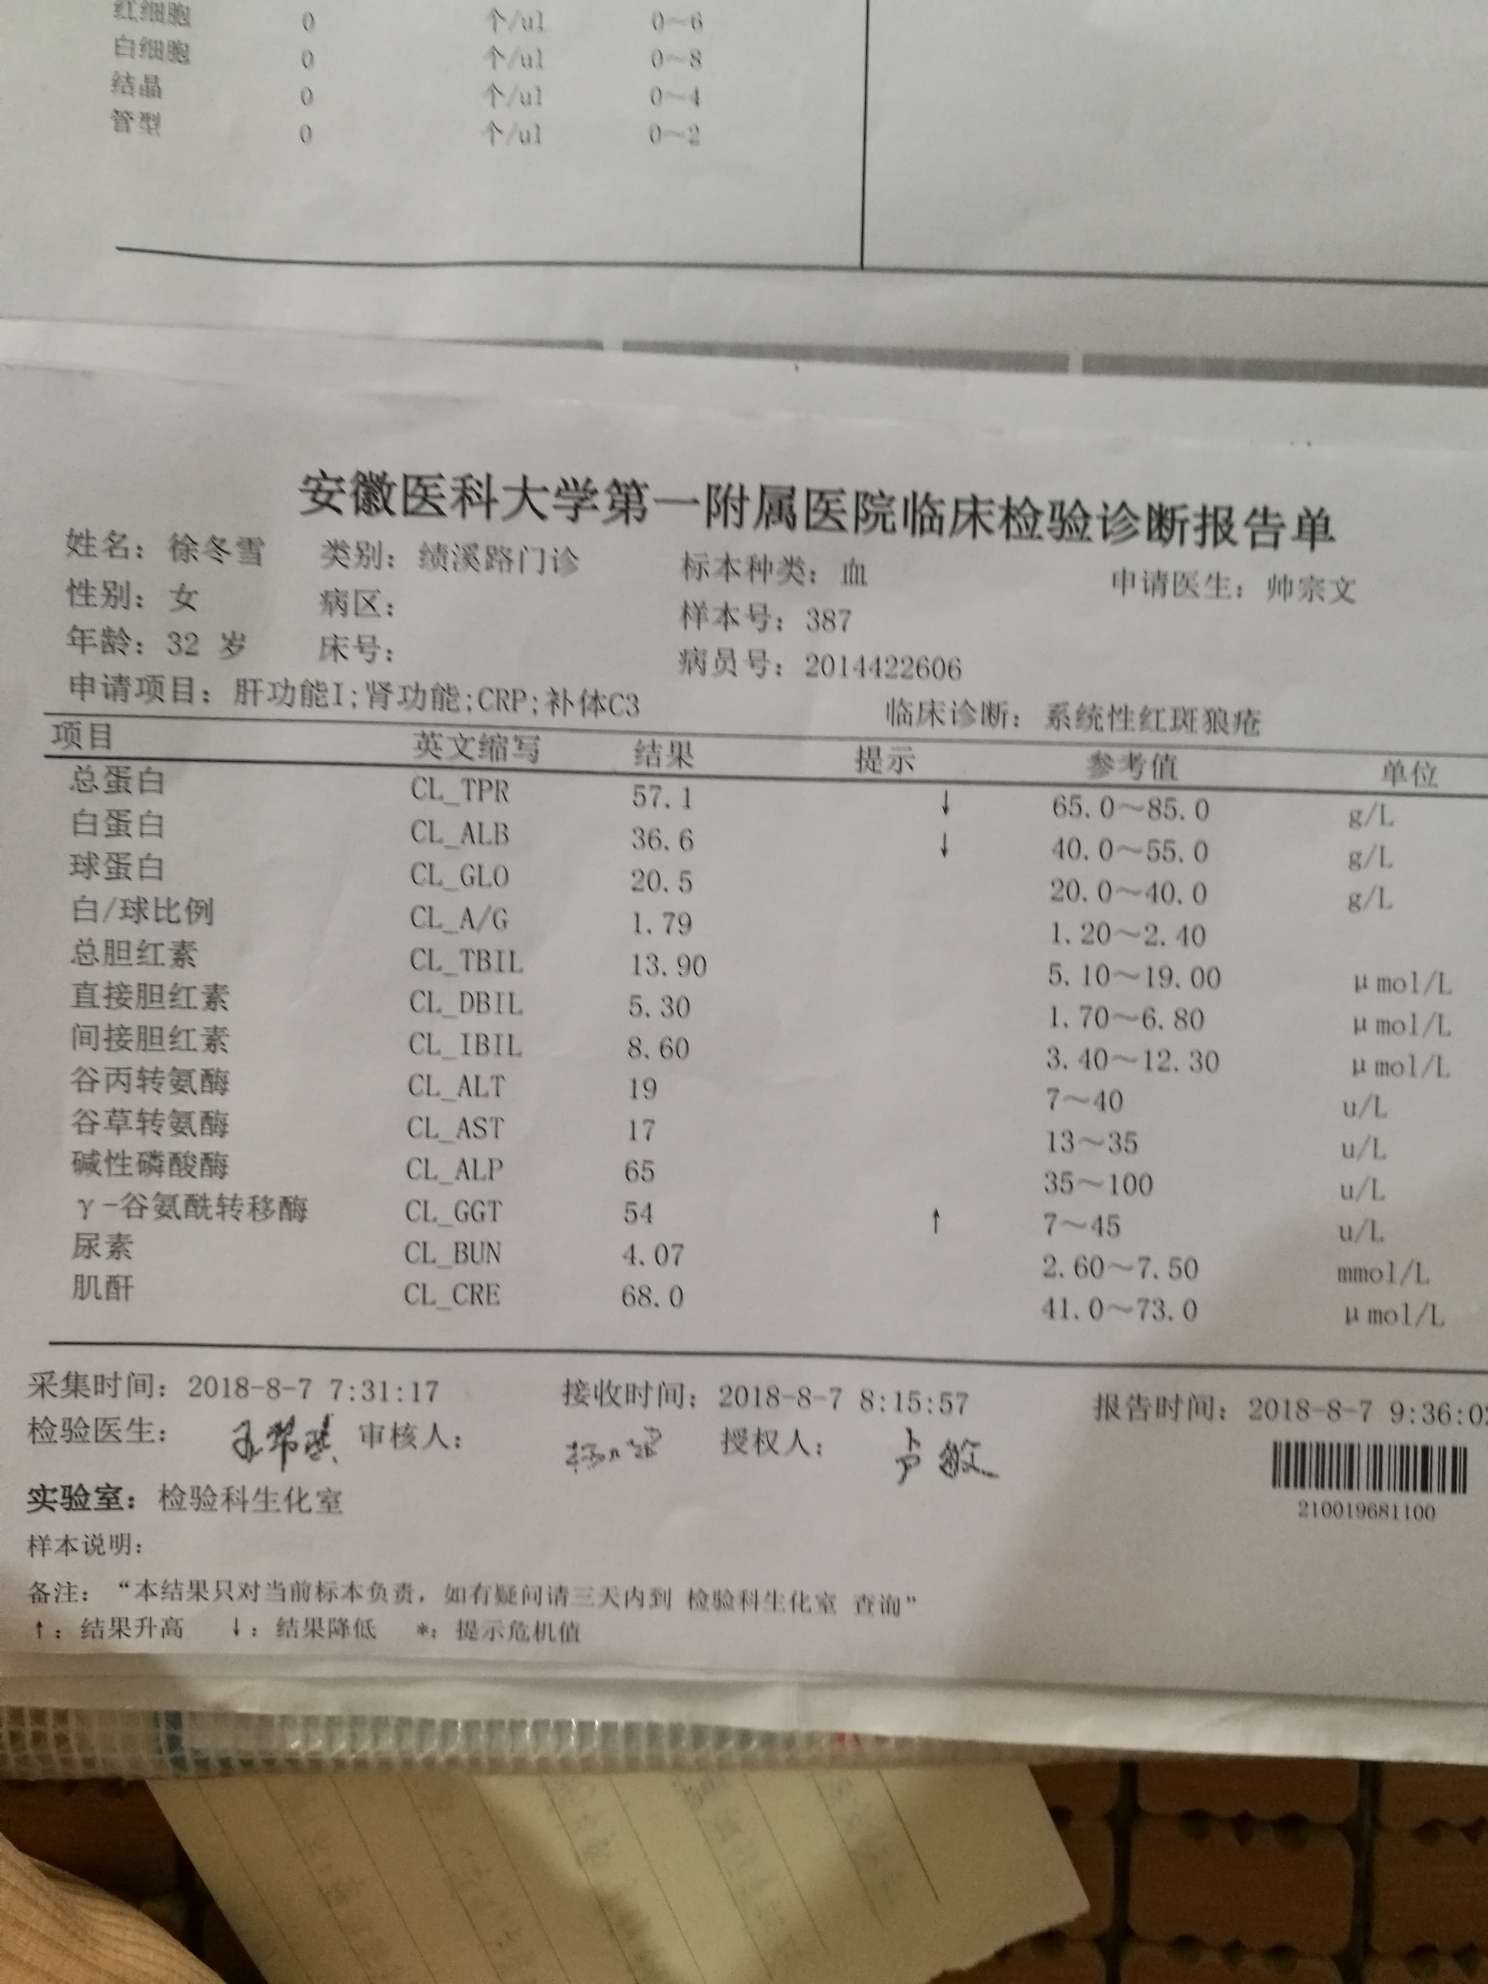 红细胞 0 个/ul 0~6
白细胞 0 个/ul 0~8
结晶 0 个/ul 0~4
管型 0 个/ul 0~2
安徽医科大学第一附属医院临床检验诊断报告单
姓名：徐冬雪 类别：绩溪路门诊 标本种类：血 申请医生：帅宗文
性别：女 病区： 样本号：387
年龄：32 岁 床号： 病员号：2014422606
申请项目：肝功能I;肾功能;CRP;补体C3 临床诊断：系统性红斑狼疮
项目 英文缩写 结果 提示 参考值 单位
总蛋白 CL_TPR 57.1 ↓ 65.0~85.0 g/L
白蛋白 CL_ALB 36.6 ↓ 40.0~55.0 g/L
球蛋白 CL_GLO 20.5 20.0~40.0 g/L
白/球比例 CL_A/G 1.79 1.20~2.40
总胆红素 CL_TBIL 13.90 5.10~19.00 μmol/L
直接胆红素 CL_DBIL 5.30 1.70~6.80 μmol/L
间接胆红素 CL_IBIL 8.60 3.40~12.30 μmol/L
谷丙转氨酶 CL_ALT 19 7~40 u/L
谷草转氨酶 CL_AST 17 13~35 u/L
碱性磷酸酶 CL_ALP 65 35~100 u/L
γ-谷氨酰转移酶 CL_GGT 54 ↑ 7~45 u/L
尿素 CL_BUN 4.07 2.60~7.50 mmol/L
肌酐 CL_CRE 68.0 41.0~73.0 μmol/L
采集时间：2018-8-7 7:31:17 接收时间：2018-8-7 8:15:57 报告时间：2018-8-7 9:36:02
检验医生： 审核人： 授权人：
210019681100
实验室：检验科生化室
样本说明：
备注：“本结果只对当前标本负责，如有疑问请三天内到 检验科生化室 查询”
↑：结果升高 ↓：结果降低 *：提示危机值